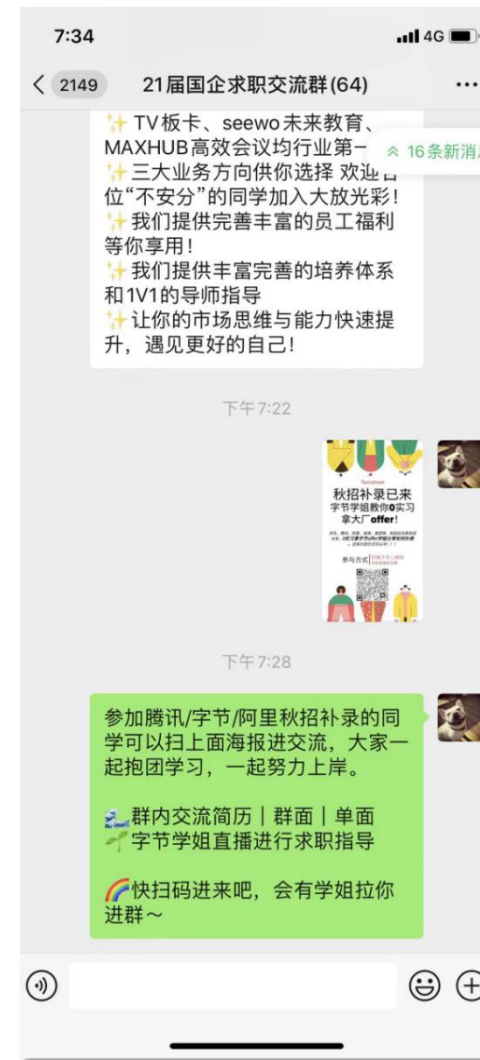 7:34
4G
2149
21届国企求职交流群(64)
✨ TV板卡、seewo未来教育、
MAXHUB高效会议均行业第一
16条新消
✨三大业务方向供你选择 欢迎各
位“不安分”的同学加入大放光彩！
✨我们提供完善丰富的员工福利
等你享用！
✨我们提供丰富完善的培养体系
和1V1的导师指导
✨让你的市场思维与能力快速提
升，遇见更好的自己！
下午7:22
秋招补录已来
字节学姐教你0实习
拿大厂offer!
参与方式
下午7:28
参加腾讯/字节/阿里秋招补录的同
学可以扫上面海报进交流，大家一
起抱团学习，一起努力上岸。
🌊群内交流简历｜群面｜单面
🌱字节学姐直播进行求职指导
🌈快扫码进来吧，会有学姐拉你
进群～